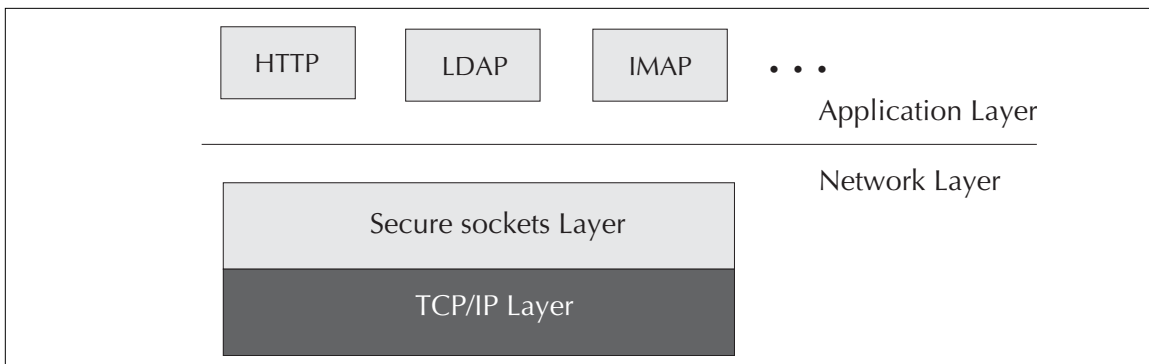 HTTP
LDAP
IMAP
• • •
Application Layer
Network Layer
Secure sockets Layer
TCP/IP Layer